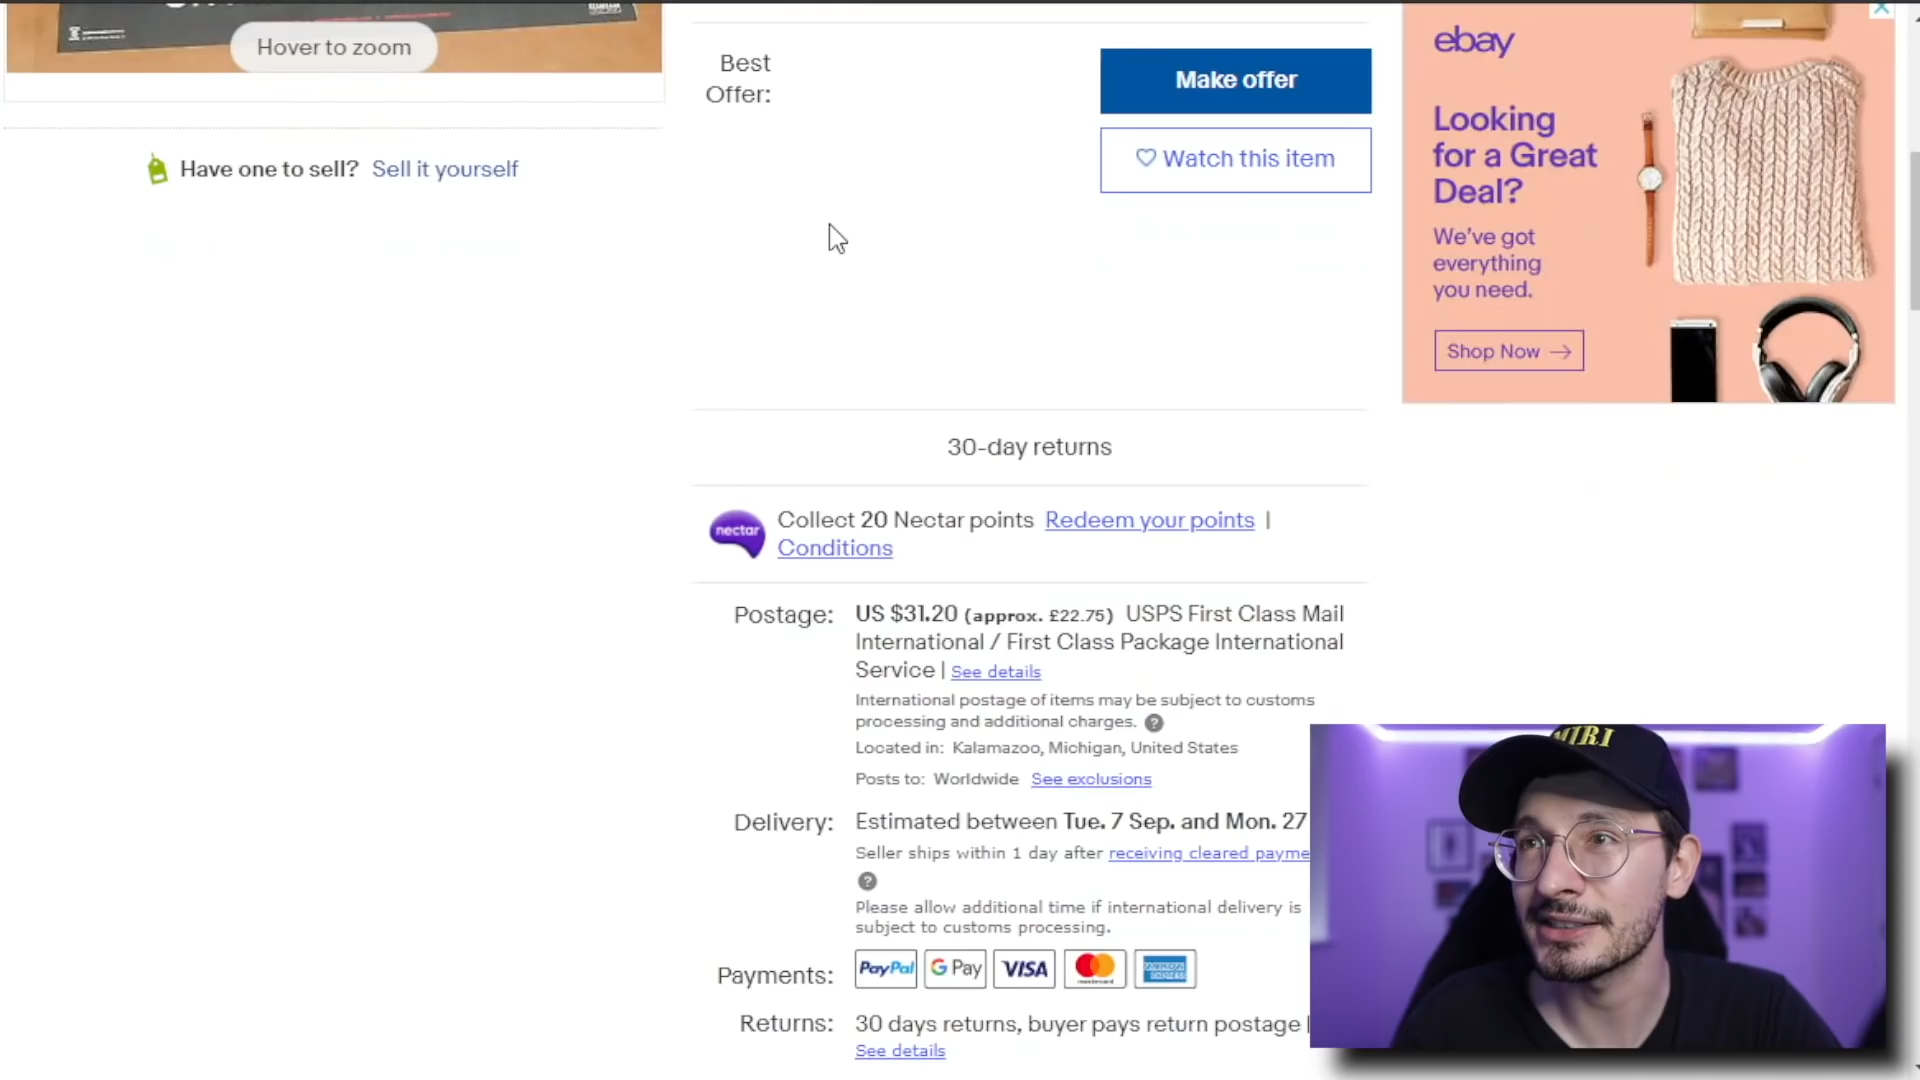 Hover to zoom
Have one to sell? Sell it yourself
Best
Offer:
Make offer
Watch this item
30-day returns
nectar
Collect 20 Nectar points Redeem your points |
Conditions
Postage:
US $31.20 (approx. £22.75) USPS First Class Mail
International / First Class Package International
Service | See details
International postage of items may be subject to customs
processing and additional charges. ?
Located in: Kalamazoo, Michigan, United States
Posts to: Worldwide See exclusions
Delivery:
Estimated between Tue. 7 Sep. and Mon. 27
Seller ships within 1 day after receiving cleared payme
?
Please allow additional time if international delivery is
subject to customs processing.
Payments:
PayPal G Pay VISA mastercard AMERICAN EXPRESS
Returns:
30 days returns, buyer pays return postage |
See details
ebay
Looking
for a Great
Deal?
We've got
everything
you need.
Shop Now →
MIRI